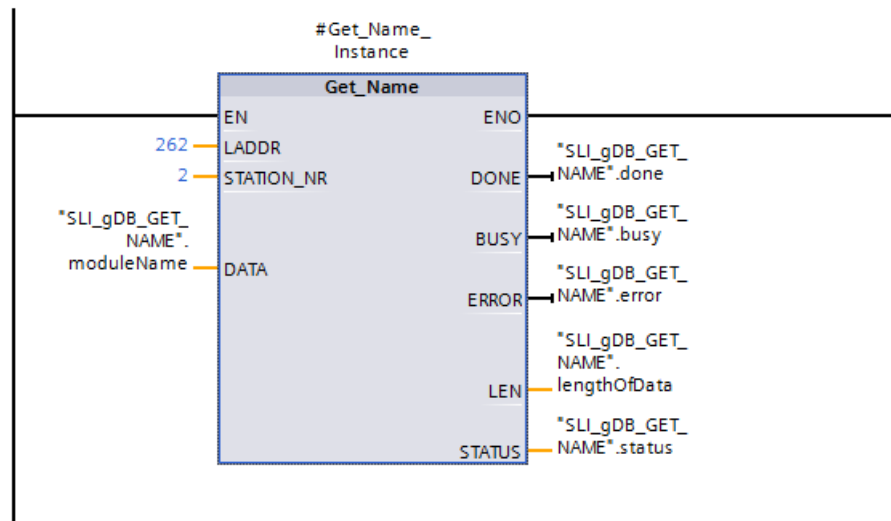 #Get_Name_
Instance
Get_Name
EN
ENO
262
LADDR
2
STATION_NR
"SLI_gDB_GET_
NAME".
moduleName
DATA
DONE
"SLI_gDB_GET_
NAME".done
BUSY
"SLI_gDB_GET_
NAME".busy
ERROR
"SLI_gDB_GET_
NAME".error
LEN
"SLI_gDB_GET_
NAME".
lengthOfData
STATUS
"SLI_gDB_GET_
NAME".status